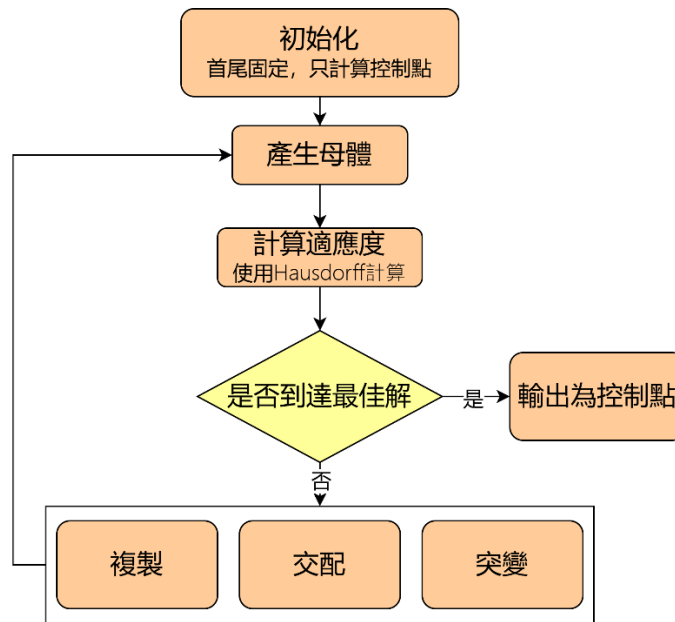 初始化
首尾固定，只計算控制點
產生母體
計算適應度
使用Hausdorff計算
是否到達最佳解
是
輸出為控制點
否
複製
交配
突變